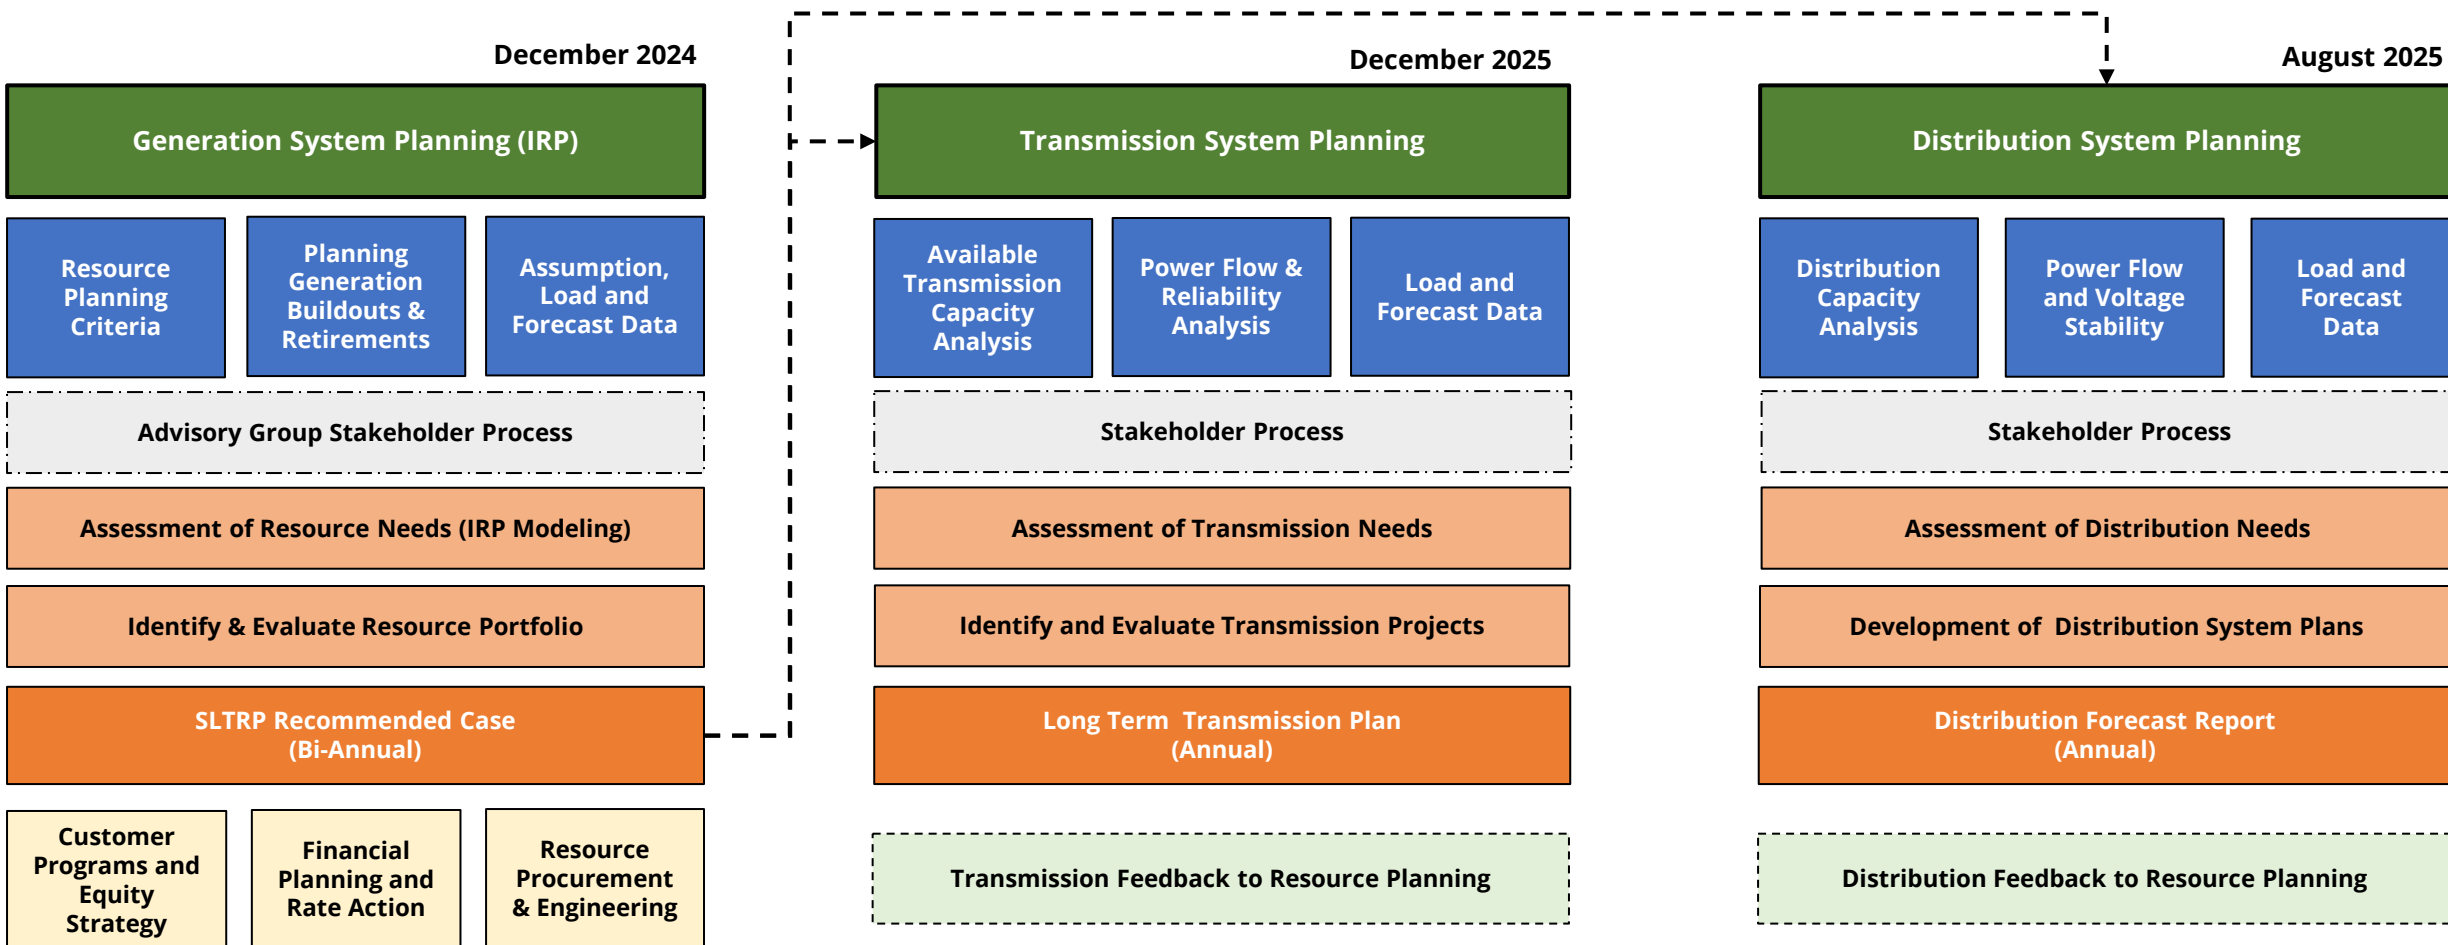 December 2024
Generation System Planning (IRP)
Resource
Planning
Criteria
Planning
Generation
Buildouts &
Retirements
Assumption,
Load and
Forecast Data
Advisory Group Stakeholder Process
Assessment of Resource Needs (IRP Modeling)
Identify & Evaluate Resource Portfolio
SLTRP Recommended Case
(Bi-Annual)
Customer
Programs and
Equity
Strategy
Financial
Planning and
Rate Action
Resource
Procurement
& Engineering
December 2025
Transmission System Planning
Available
Transmission
Capacity
Analysis
Power Flow &
Reliability
Analysis
Load and
Forecast Data
Stakeholder Process
Assessment of Transmission Needs
Identify and Evaluate Transmission Projects
Long Term  Transmission Plan
(Annual)
Transmission Feedback to Resource Planning
August 2025
Distribution System Planning
Distribution
Capacity
Analysis
Power Flow
and Voltage
Stability
Load and
Forecast
Data
Stakeholder Process
Assessment of Distribution Needs
Development of  Distribution System Plans
Distribution Forecast Report
(Annual)
Distribution Feedback to Resource Planning